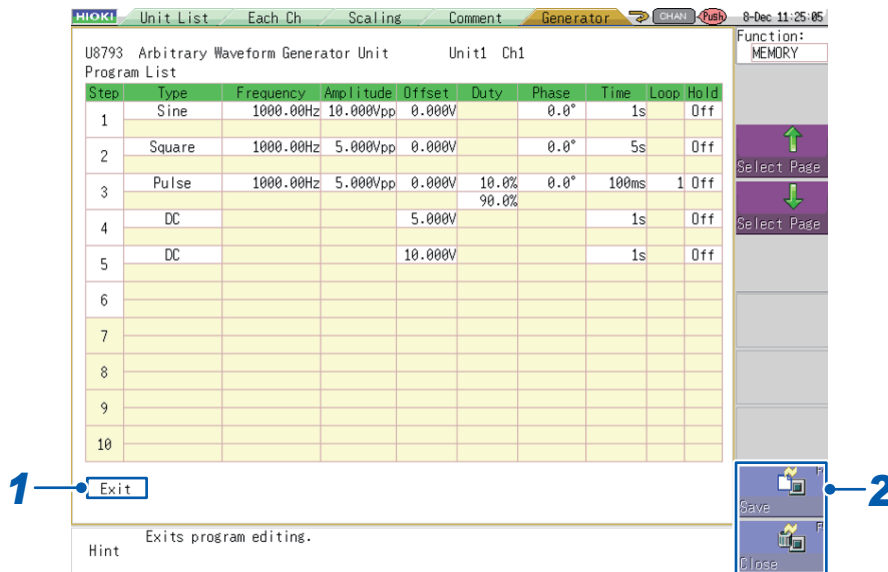 HIOKI Unit List Each Ch Scaling Comment Generator CHAN Push 8-Dec 11:25:05
Function:
MEMORY
U8793 Arbitrary Waveform Generator Unit Unit1 Ch1
Program List
Step Type Frequency Amplitude Offset Duty Phase Time Loop Hold
1 Sine 1000.00Hz 10.000Vpp 0.000V 0.0° 1s Off
2 Square 1000.00Hz 5.000Vpp 0.000V 0.0° 5s Off
3 Pulse 1000.00Hz 5.000Vpp 0.000V 10.0% 0.0° 100ms 1 Off
90.0%
4 DC 5.000V 1s Off
5 DC 10.000V 1s Off
6
7
8
9
10
Select Page
Select Page
1
Exit
2
Save
Close
Hint Exits program editing.